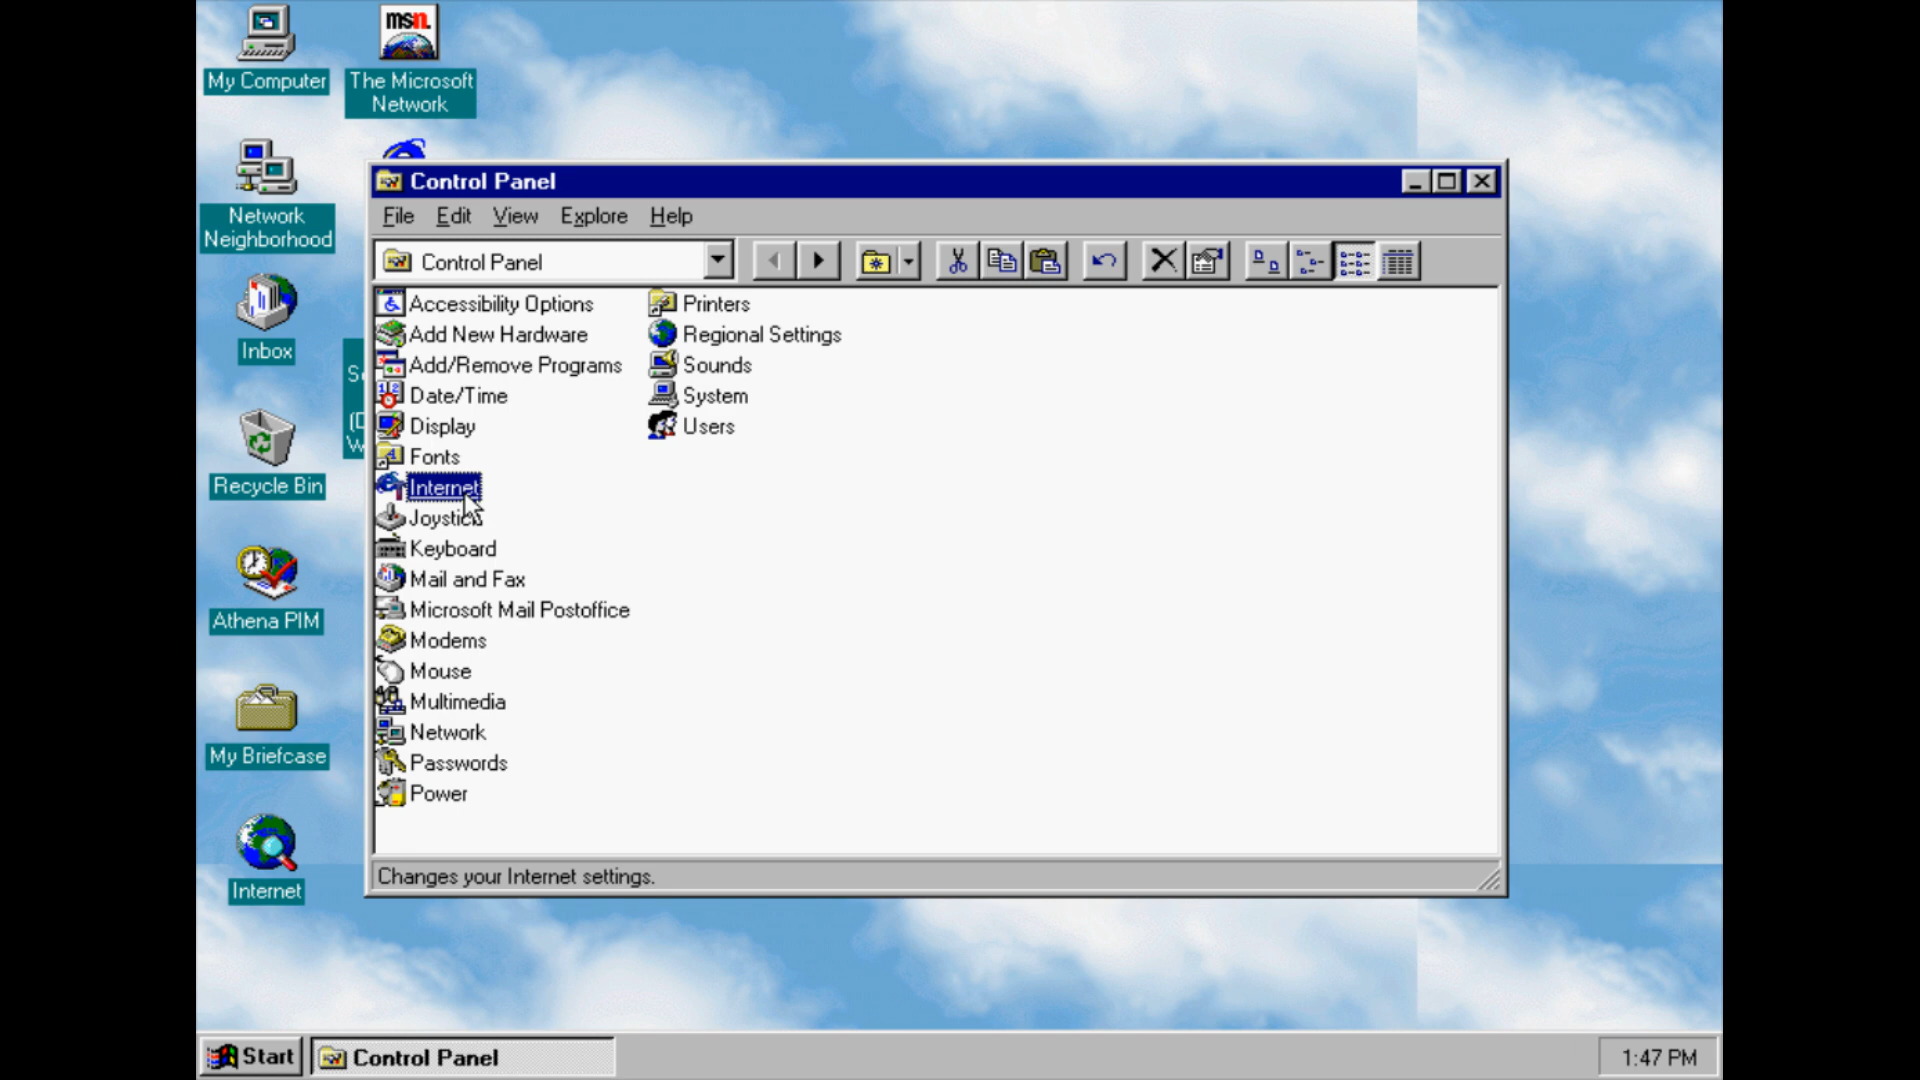 My Computer
msn.
The Microsoft
Network
Network
Neighborhood
Inbox
Recycle Bin
Athena PIM
My Briefcase
Internet
Control Panel
File Edit View Explore Help
Control Panel
Accessibility Options
Add New Hardware
Add/Remove Programs
Date/Time
Display
Fonts
Internet
Joystick
Keyboard
Mail and Fax
Microsoft Mail Postoffice
Modems
Mouse
Multimedia
Network
Passwords
Power
Printers
Regional Settings
Sounds
System
Users
Changes your Internet settings.
Start
Control Panel
1:47 PM